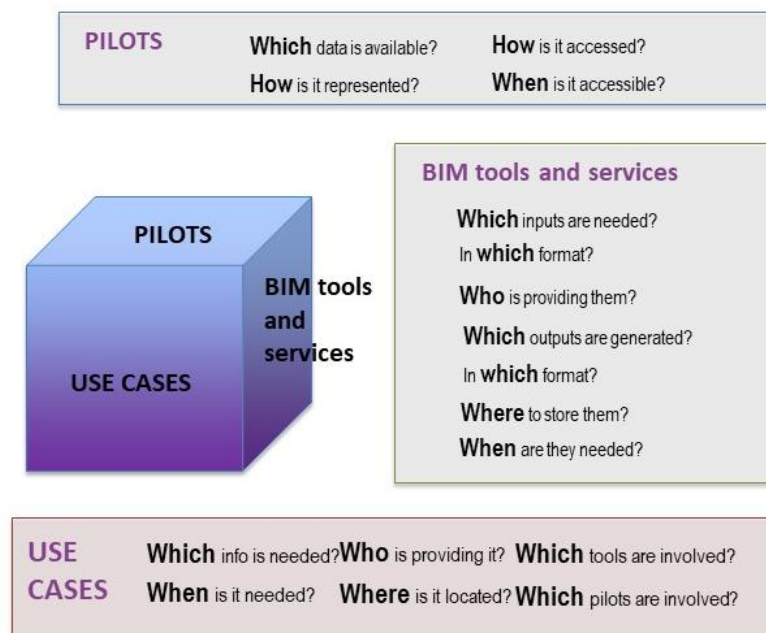 PILOTS
Which data is available? How is it accessed?
How is it represented? When is it accessible?
BIM tools and services
Which inputs are needed?
In which format?
Who is providing them?
Which outputs are generated?
In which format?
Where to store them?
When are they needed?
PILOTS
BIM tools
and
services
USE CASES
USE
CASES
Which info is needed? Who is providing it? Which tools are involved?
When is it needed? Where is it located? Which pilots are involved?